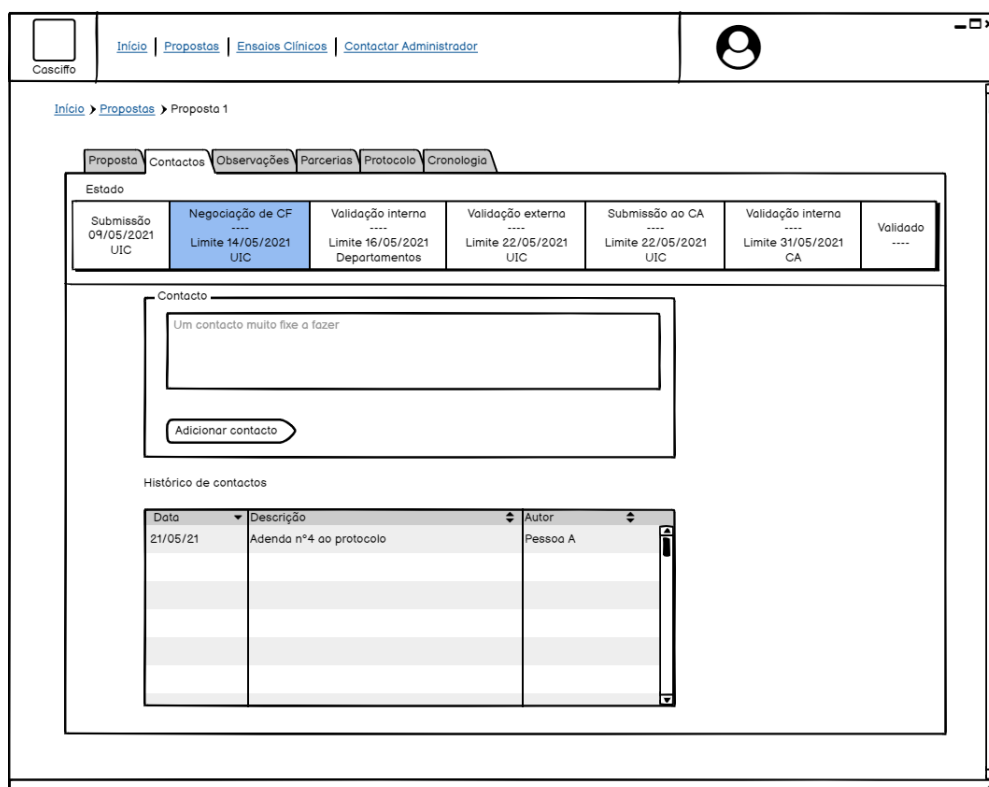 Casciffo
Início | Propostas | Ensaios Clínicos | Contactar Administrador
Início > Propostas > Proposta 1
Proposta Contactos Observações Parcerias Protocolo Cronologia
Estado
Submissão
09/05/2021
UIC
Negociação de CF
----
Limite 14/05/2021
UIC
Validação interna
----
Limite 16/05/2021
Departamentos
Validação externa
----
Limite 22/05/2021
UIC
Submissão ao CA
----
Limite 22/05/2021
UIC
Validação interna
----
Limite 31/05/2021
CA
Validado
----
Contacto
Um contacto muito fixe a fazer
Adicionar contacto
Histórico de contactos
Data Descrição Autor
21/05/21 Adenda nº4 ao protocolo Pessoa A